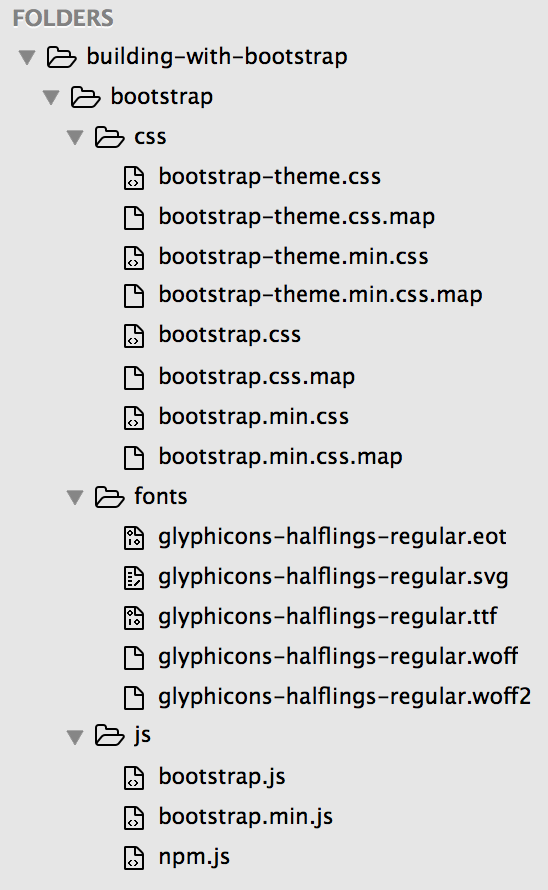 FOLDERS
building-with-bootstrap
bootstrap
css
bootstrap-theme.css
bootstrap-theme.css.map
bootstrap-theme.min.css
bootstrap-theme.min.css.map
bootstrap.css
bootstrap.css.map
bootstrap.min.css
bootstrap.min.css.map
fonts
glyphicons-halflings-regular.eot
glyphicons-halflings-regular.svg
glyphicons-halflings-regular.ttf
glyphicons-halflings-regular.woff
glyphicons-halflings-regular.woff2
js
bootstrap.js
bootstrap.min.js
npm.js